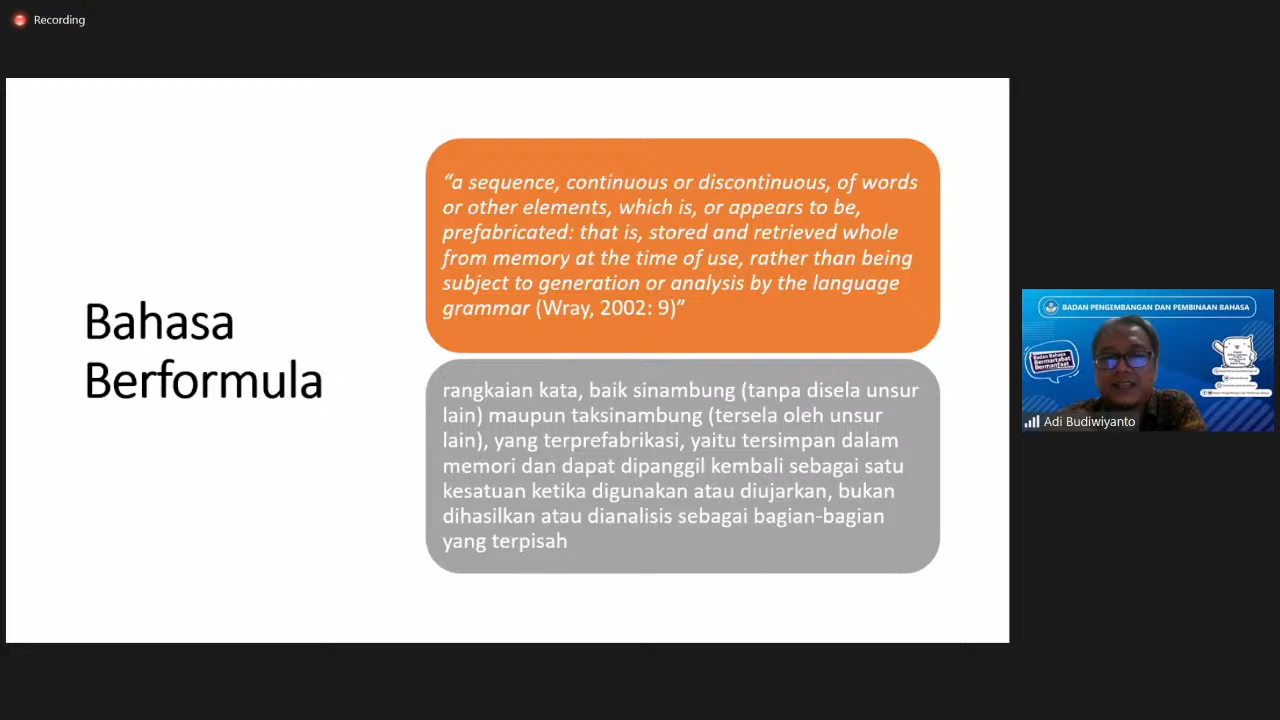 Recording
Bahasa
Berformula
“a sequence, continuous or discontinuous, of words
or other elements, which is, or appears to be,
prefabricated: that is, stored and retrieved whole
from memory at the time of use, rather than being
subject to generation or analysis by the language
grammar (Wray, 2002: 9)”
rangkaian kata, baik sinambung (tanpa disela unsur
lain) maupun taksinambung (tersela oleh unsur
lain), yang terprefabrikasi, yaitu tersimpan dalam
memori dan dapat dipanggil kembali sebagai satu
kesatuan ketika digunakan atau diujarkan, bukan
dihasilkan atau dianalisis sebagai bagian-bagian
yang terpisah
BADAN PENGEMBANGAN DAN PEMBINAAN BAHASA
Badan Bahasa
Bermartabat
Bermanfaat
Adi Budiwiyanto